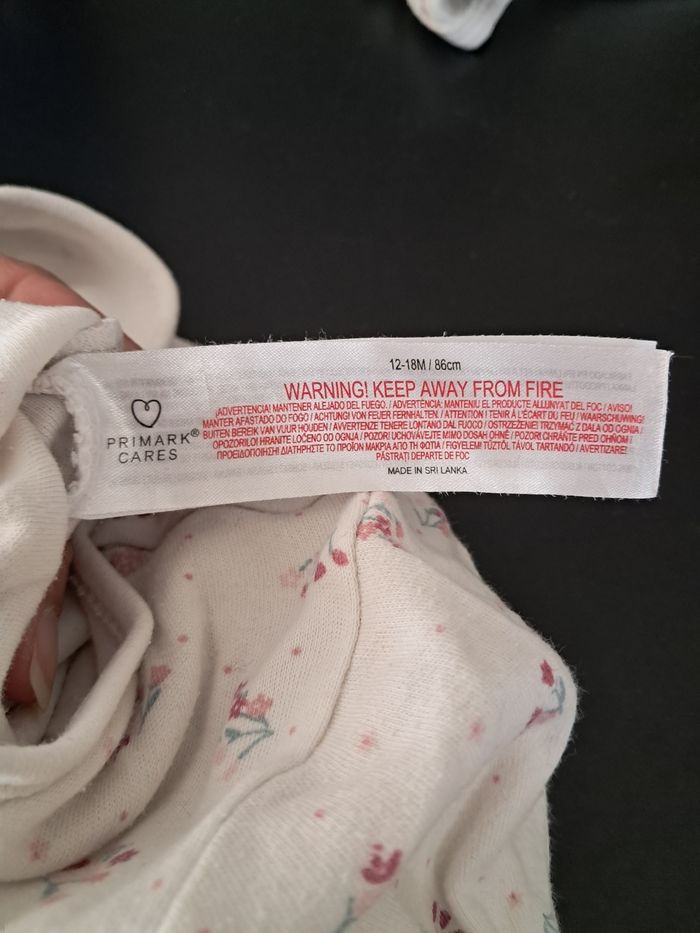 12-18M / 86cm
WARNING! KEEP AWAY FROM FIRE
¡ADVERTENCIA! MANTENER ALEJADO DEL FUEGO. / ADVERTENCIA: MANTENIU EL PRODUCTE ALLUNYAT DEL FOC / AVISO!
MANTER AFASTADO DO FOGO / ACHTUNG! VON FEUER FERNHALTEN. / ATTENTION ! TENIR À L'ÉCART DU FEU / WAARSCHUWING!
BUITEN BEREIK VAN VUUR HOUDEN / AVVERTENZE TENERE LONTANO DAL FUOCO / OSTRZEŻENIE! TRZYMAĆ Z DALA OD OGNIA /
OPOZORILO! HRANITE LOČENO OD OGNJA / POZOR! UCHOVÁVEJTE MIMO DOSAH OHNĚ / POZOR! CHRÁŇTE PRED OHŇOM /
ΠΡΟΕΙΔΟΠΟΙΗΣΗ! ΔΙΑΤΗΡΗΣΤΕ ΤΟ ΠΡΟΪΟΝ ΜΑΚΡΙΑ ΑΠΟ ΤΗ ΦΩΤΙΑ / FIGYELEM! TŰZTŐL TÁVOL TARTANDÓ / AVERTIZARE!
PĂSTRAȚI DEPARTE DE FOC
MADE IN SRI LANKA
PRIMARK®
CARES